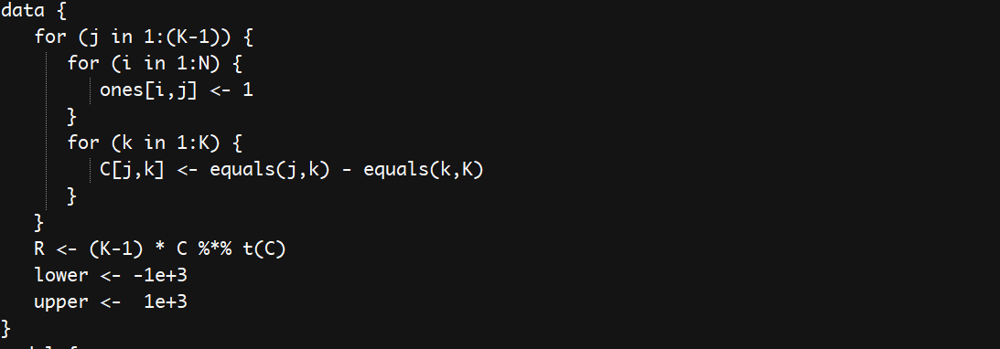 data {
for (j in 1:(K-1)) {
for (i in 1:N) {
ones[i,j] <- 1
}
for (k in 1:K) {
C[j,k] <- equals(j,k) - equals(k,K)
}
}
R <- (K-1) * C %*% t(C)
lower <- -1e+3
upper <-  1e+3
}